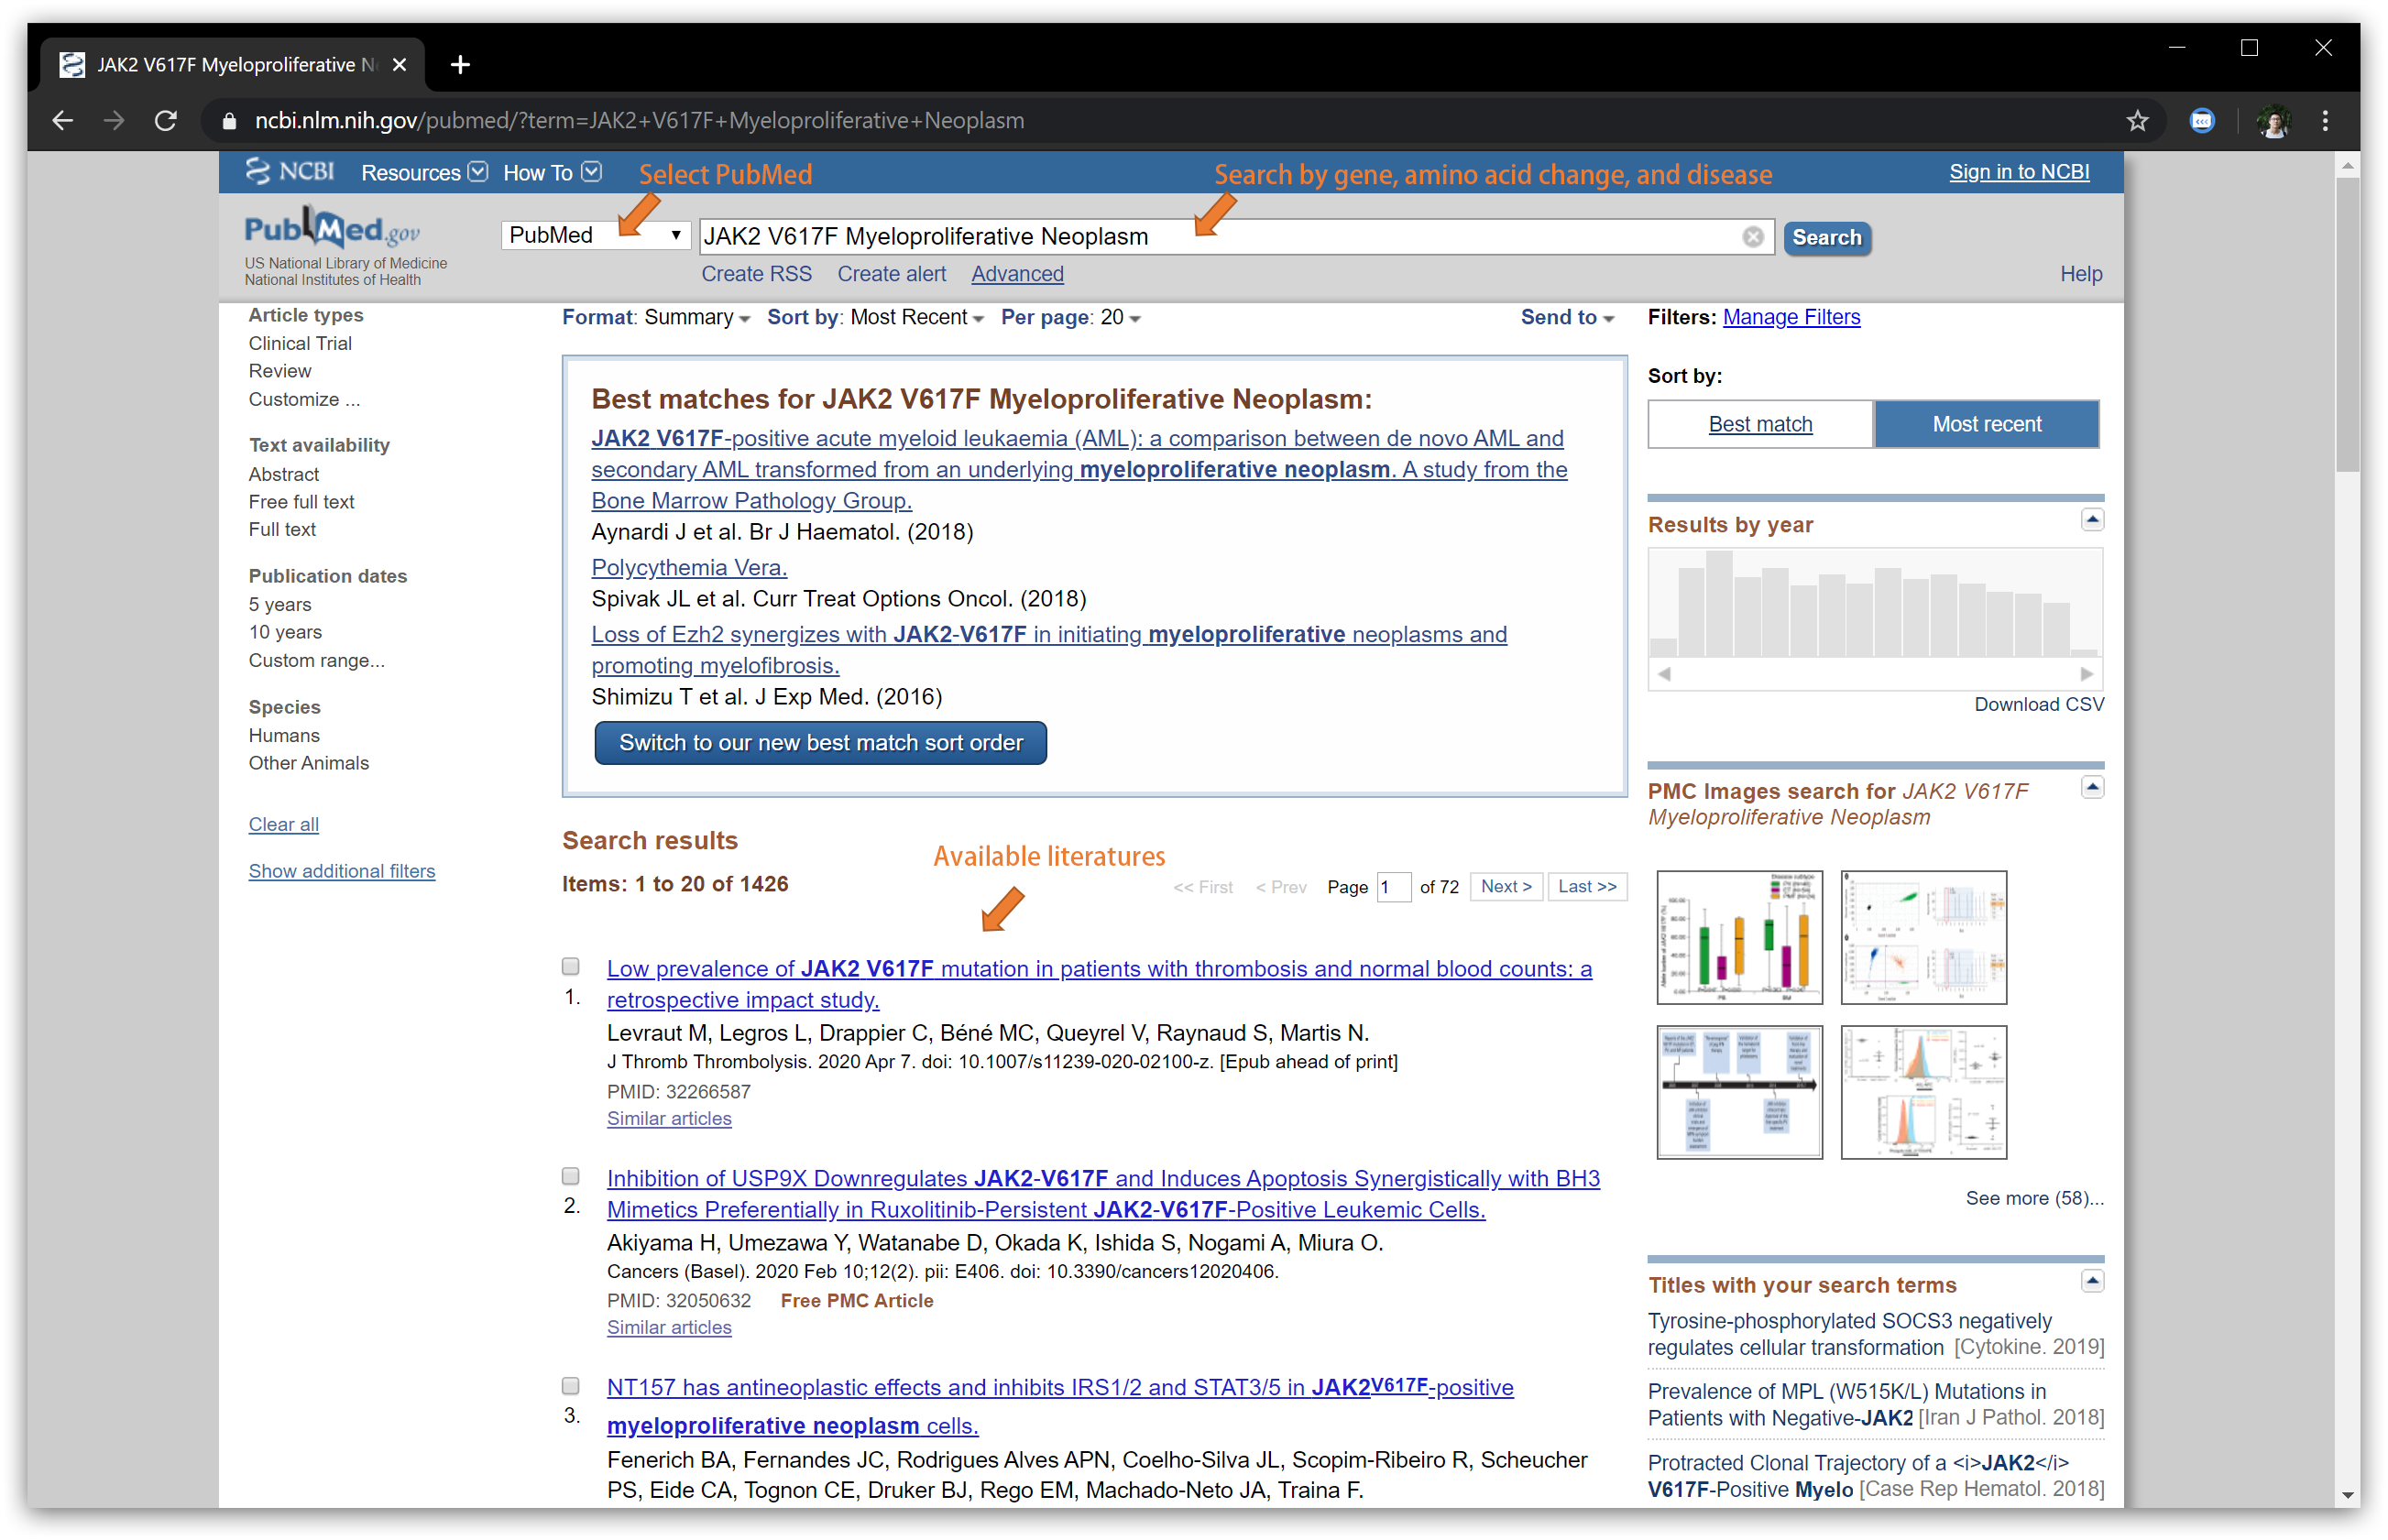 JAK2 V617F Myeloproliferative N
ncbi.nlm.nih.gov/pubmed/?term=JAK2+V617F+Myeloproliferative+Neoplasm
NCBI Resources How To Select PubMed Search by gene, amino acid change, and disease Sign in to NCBI
PubMed.gov
US National Library of Medicine
National Institutes of Health
PubMed JAK2 V617F Myeloproliferative Neoplasm Search
Create RSS Create alert Advanced Help
Article types
Clinical Trial
Review
Customize ...
Text availability
Abstract
Free full text
Full text
Publication dates
5 years
10 years
Custom range...
Species
Humans
Other Animals
Clear all
Show additional filters
Format: Summary Sort by: Most Recent Per page: 20 Send to
Best matches for JAK2 V617F Myeloproliferative Neoplasm:
JAK2 V617F-positive acute myeloid leukaemia (AML): a comparison between de novo AML and
secondary AML transformed from an underlying myeloproliferative neoplasm. A study from the
Bone Marrow Pathology Group.
Aynardi J et al. Br J Haematol. (2018)
Polycythemia Vera.
Spivak JL et al. Curr Treat Options Oncol. (2018)
Loss of Ezh2 synergizes with JAK2-V617F in initiating myeloproliferative neoplasms and
promoting myelofibrosis.
Shimizu T et al. J Exp Med. (2016)
Switch to our new best match sort order
Search results
Available literatures
Items: 1 to 20 of 1426
<< First < Prev Page 1 of 72 Next > Last >>
Low prevalence of JAK2 V617F mutation in patients with thrombosis and normal blood counts: a
1. retrospective impact study.
Levraut M, Legros L, Drappier C, Béné MC, Queyrel V, Raynaud S, Martis N.
J Thromb Thrombolysis. 2020 Apr 7. doi: 10.1007/s11239-020-02100-z. [Epub ahead of print]
PMID: 32266587
Similar articles
Inhibition of USP9X Downregulates JAK2-V617F and Induces Apoptosis Synergistically with BH3
2. Mimetics Preferentially in Ruxolitinib-Persistent JAK2-V617F-Positive Leukemic Cells.
Akiyama H, Umezawa Y, Watanabe D, Okada K, Ishida S, Nogami A, Miura O.
Cancers (Basel). 2020 Feb 10;12(2). pii: E406. doi: 10.3390/cancers12020406.
PMID: 32050632 Free PMC Article
Similar articles
NT157 has antineoplastic effects and inhibits IRS1/2 and STAT3/5 in JAK2V617F-positive
3. myeloproliferative neoplasm cells.
Fenerich BA, Fernandes JC, Rodrigues Alves APN, Coelho-Silva JL, Scopim-Ribeiro R, Scheucher
PS, Eide CA, Tognon CE, Druker BJ, Rego EM, Machado-Neto JA, Traina F.
Filters: Manage Filters
Sort by:
Best match Most recent
Results by year
Download CSV
PMC Images search for JAK2 V617F
Myeloproliferative Neoplasm
See more (58)...
Titles with your search terms
Tyrosine-phosphorylated SOCS3 negatively
regulates cellular transformation [Cytokine. 2019]
Prevalence of MPL (W515K/L) Mutations in
Patients with Negative-JAK2 [Iran J Pathol. 2018]
Protracted Clonal Trajectory of a <i>JAK2</i>
V617F-Positive Myelo [Case Rep Hematol. 2018]